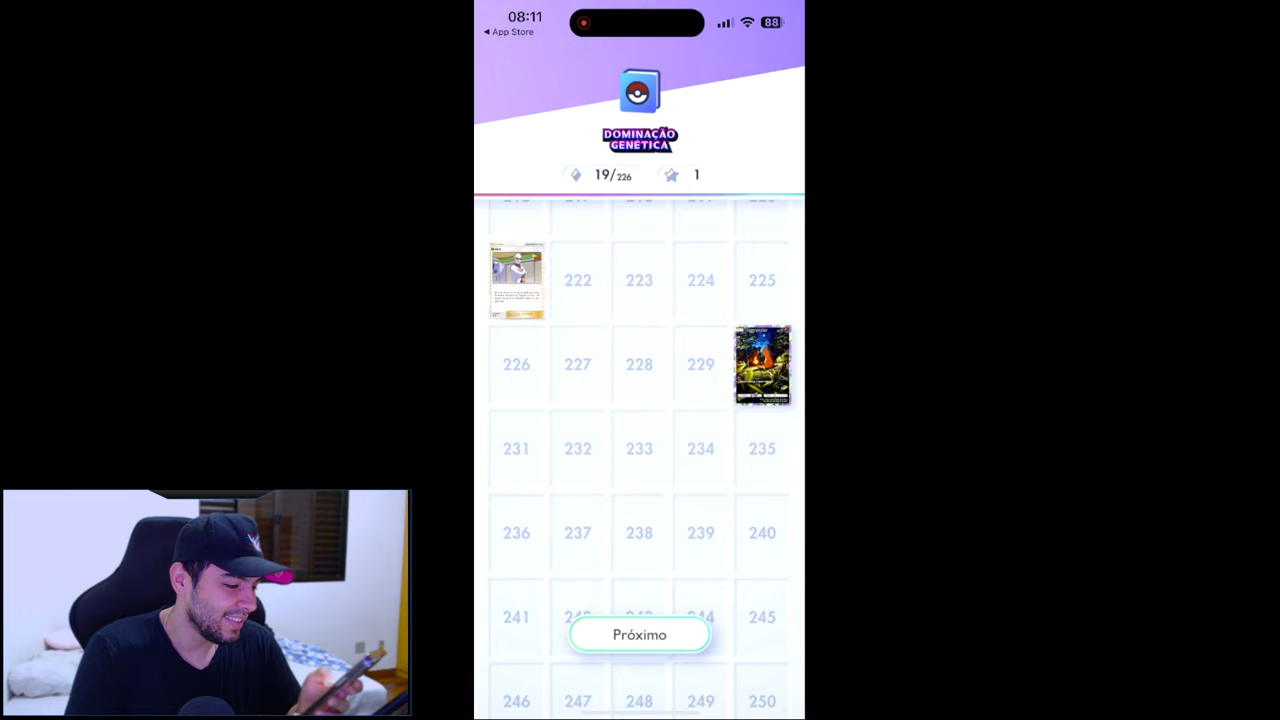 08:11
88
App Store
DOMINAÇÃO
GENÉTICA
19/226
1
222 223 224 225
226 227 228 229
231 232 233 234 235
236 237 238 239 240
241 244 245
Próximo
246 247 248 249 250